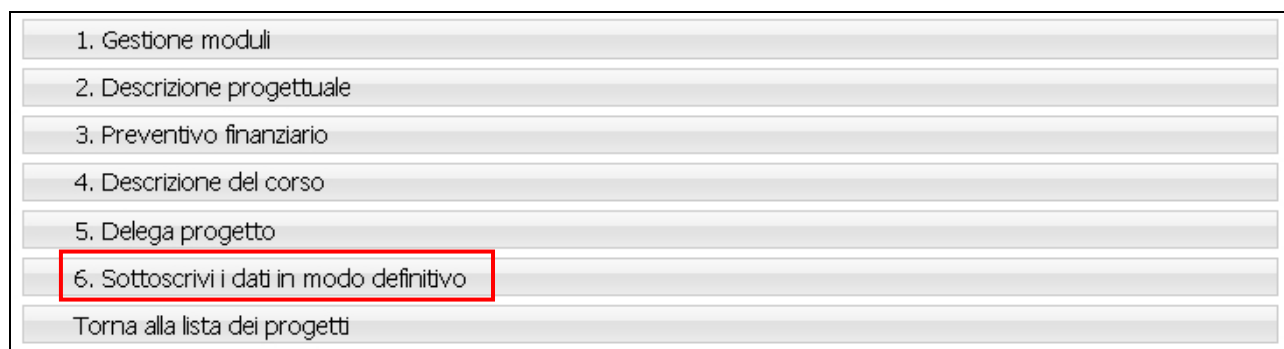 1. Gestione moduli
2. Descrizione progettuale
3. Preventivo finanziario
4. Descrizione del corso
5. Delega progetto
6. Sottoscrivi i dati in modo definitivo
Torna alla lista dei progetti